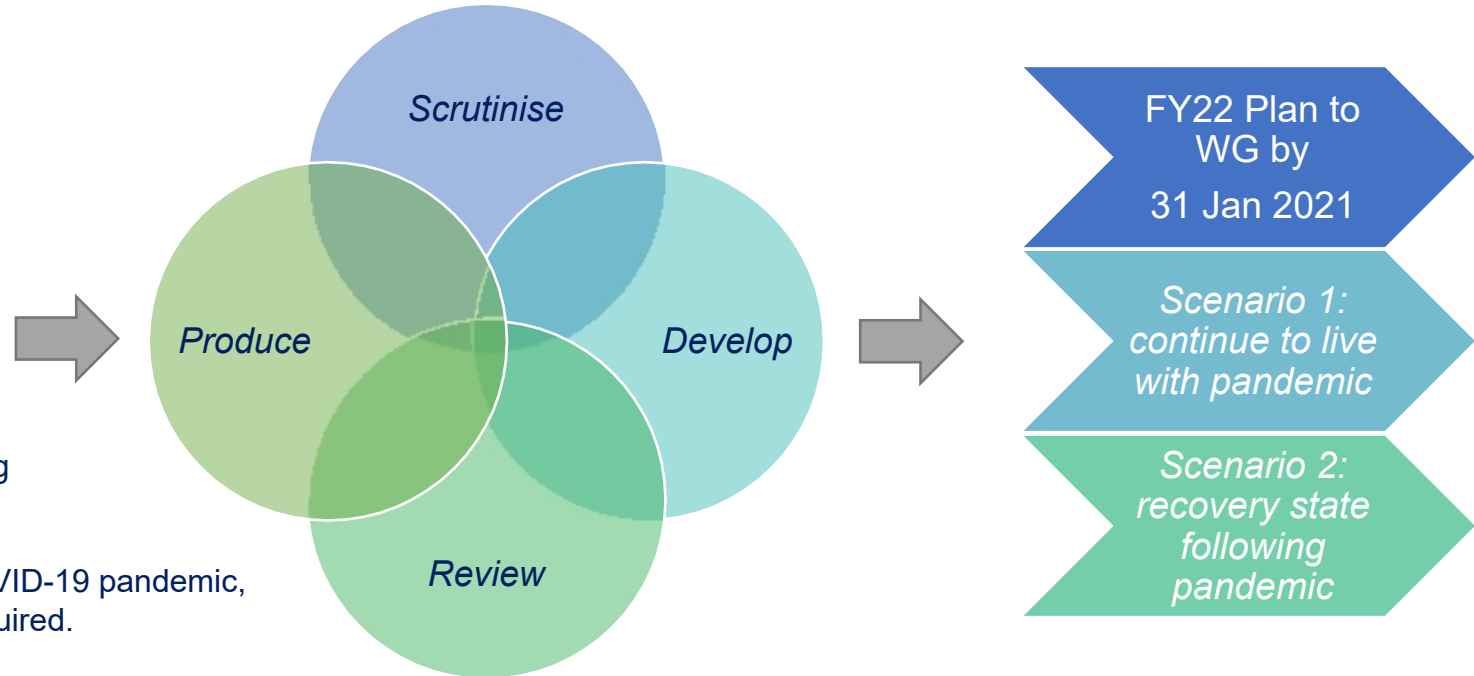 Scrutinise
Produce
Develop
Review
g
VID-19 pandemic,
uired.
FY22 Plan to
WG by
31 Jan 2021
Scenario 1:
continue to live
with pandemic
Scenario 2:
recovery state
following
pandemic